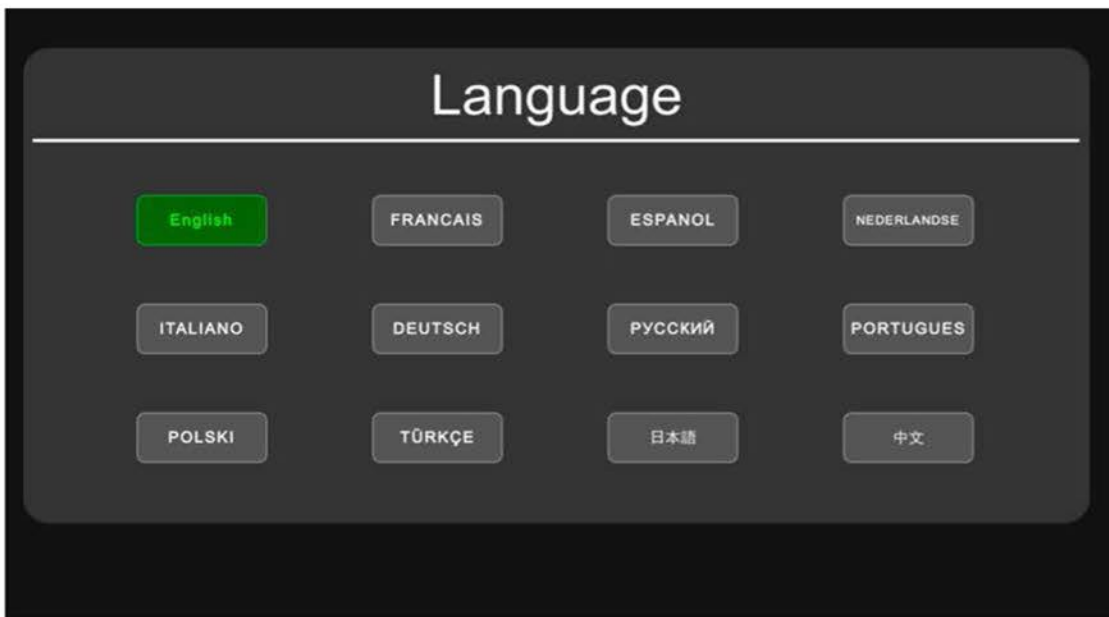 Language
English
FRANCAIS
ESPANOL
NEDERLANDSE
ITALIANO
DEUTSCH
РУССКИЙ
PORTUGUES
POLSKI
TÜRKÇE
日本語
中文